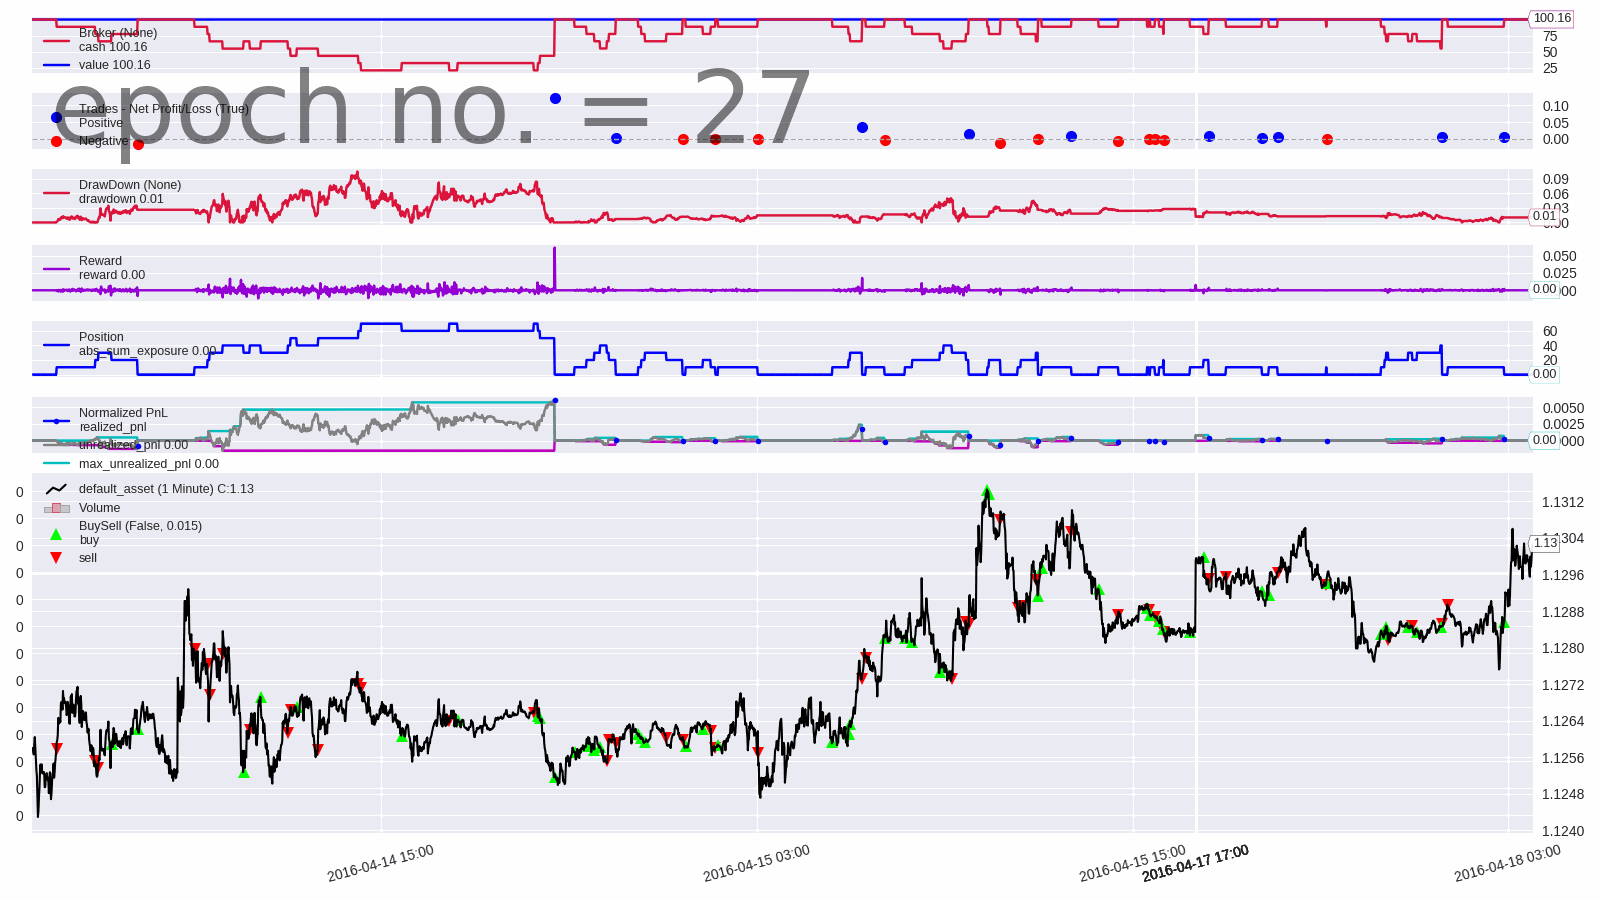 Broker (None)
cash 100.16
value 100.16
100.16
75
50
25
epoch no. = 27
Trades - Net Profit/Loss (True)
Positive
Negative
0.10
0.05
0.00
DrawDown (None)
drawdown 0.01
0.09
0.06
0.03
0.01
0.00
Reward
reward 0.00
0.050
0.025
0.00
Position
abs_sum_exposure 0.00
60
40
20
0.00
Normalized PnL
realized_pnl
unrealized_pnl 0.00
max_unrealized_pnl 0.00
0.0050
0.0025
0.00
default_asset (1 Minute) C:1.13
Volume
BuySell (False, 0.015)
buy
sell
0
0
0
0
0
0
0
0
0
0
0
0
0
1.1312
1.13
1.1296
1.1288
1.1280
1.1272
1.1264
1.1256
1.1248
1.1240
2016-04-14 15:00
2016-04-15 03:00
2016-04-15 15:00
2016-04-17 17:00
2016-04-18 03:00